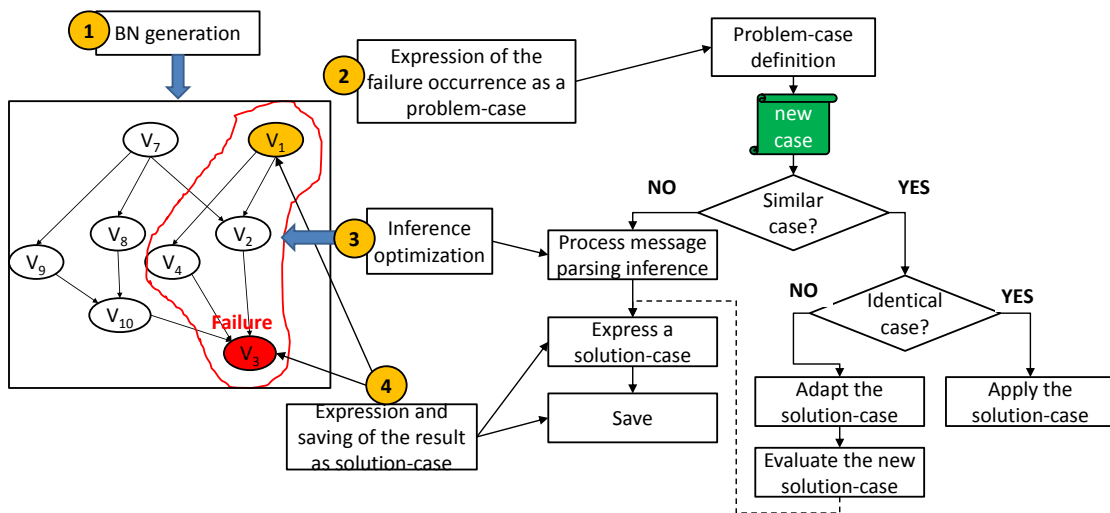 1
BN generation
2
Expression of the
failure occurrence as a
problem-case
Problem-case
definition
new
case
V7
V1
V2
V8
V4
V9
V10
Failure
V3
3
Inference
optimization
4
Expression and
saving of the result
as solution-case
NO
YES
Similar
case?
Process message
parsing inference
Express a
solution-case
Save
NO
YES
Identical
case?
Adapt the
solution-case
Apply the
solution-case
Evaluate the new
solution-case